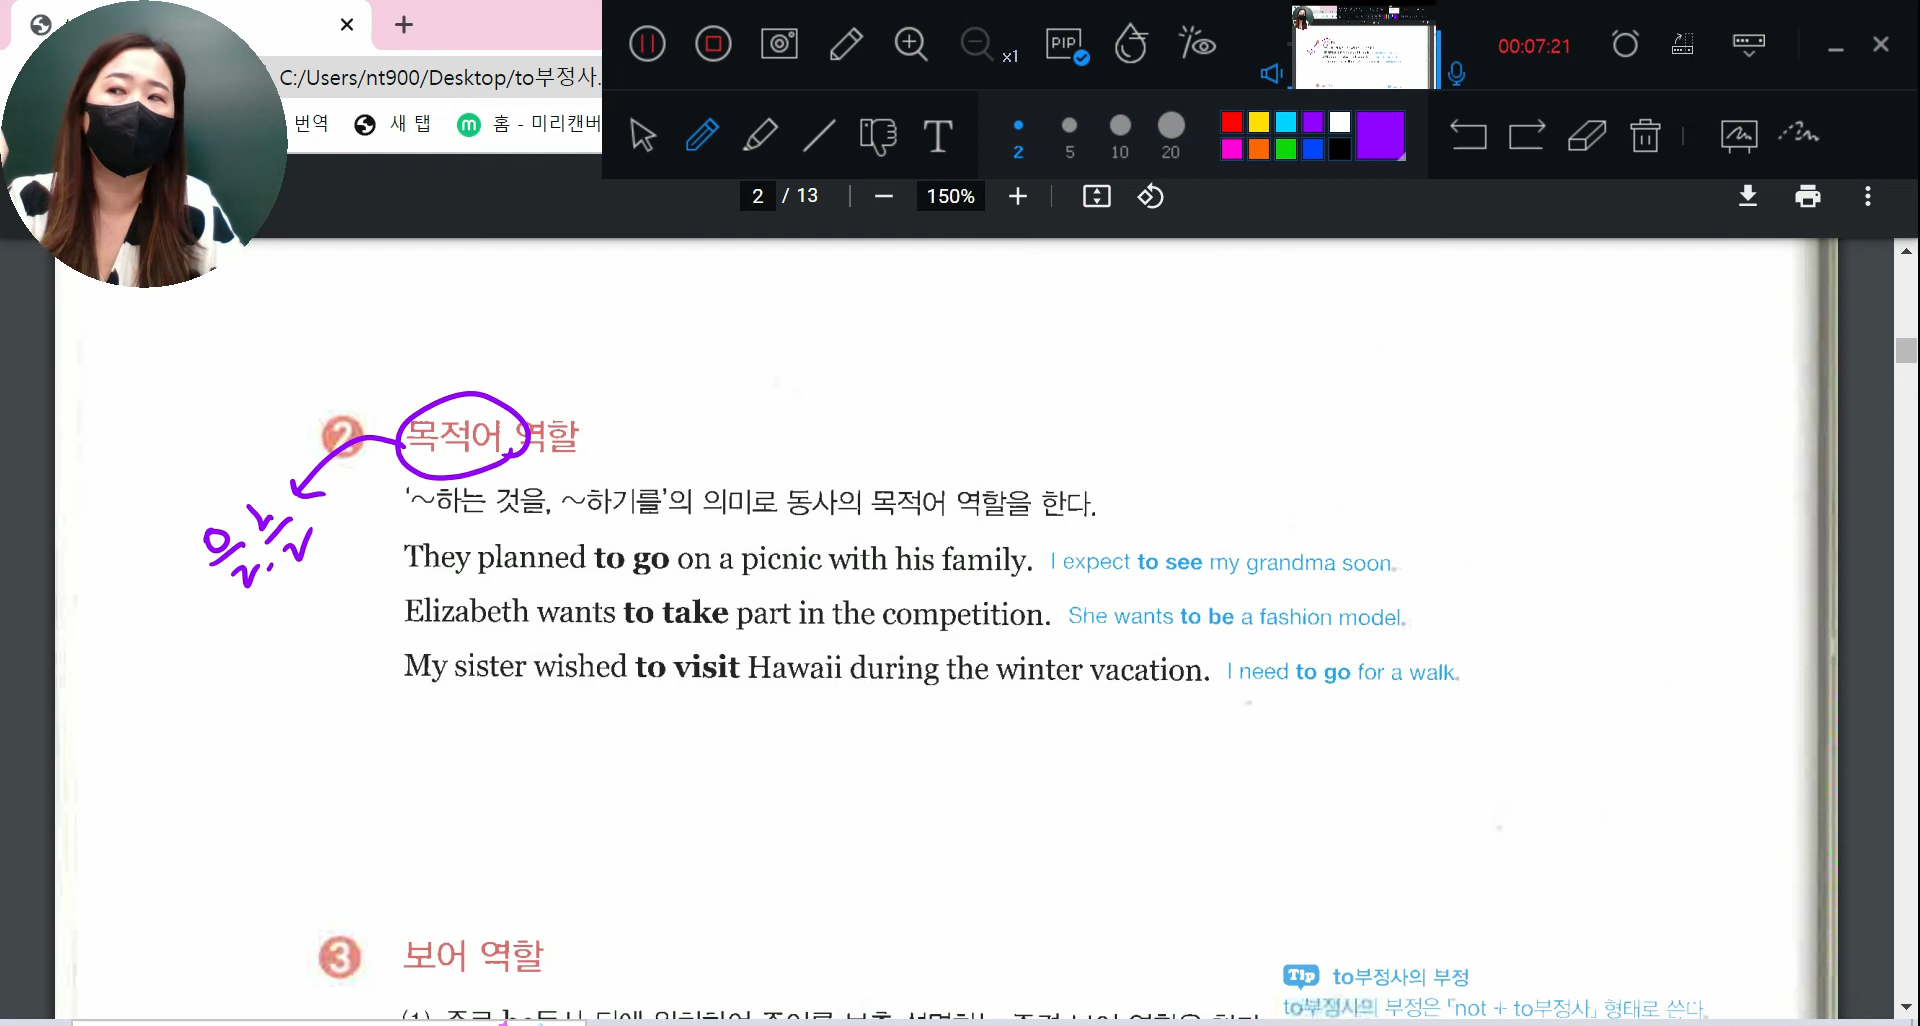 C:/Users/nt900/Desktop/to부정사.
번역 새 탭 홈 - 미리캔버
x1
PIP
00:07:21
T
2 5 10 20
2 / 13 150%
2 목적어 역할
을/를
'~하는 것을, ~하기를'의 의미로 동사의 목적어 역할을 한다.
They planned to go on a picnic with his family. I expect to see my grandma soon.
Elizabeth wants to take part in the competition. She wants to be a fashion model.
My sister wished to visit Hawaii during the winter vacation. I need to go for a walk.
3 보어 역할
Tip to부정사의 부정
to부정사의 부정은 『not + to부정사』 형태로 쓴다.